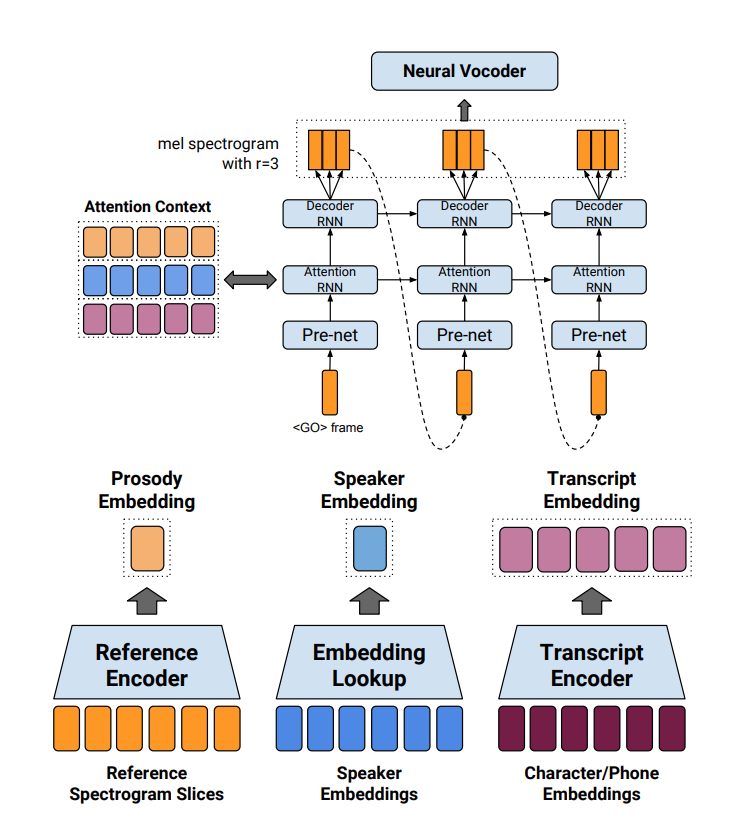 Neural Vocoder
mel spectrogram
with r=3
Attention Context
Decoder
RNN
Decoder
RNN
Decoder
RNN
Attention
RNN
Attention
RNN
Attention
RNN
Pre-net
Pre-net
Pre-net
<GO> frame
Prosody
Embedding
Speaker
Embedding
Transcript
Embedding
Reference
Encoder
Embedding
Lookup
Transcript
Encoder
Reference
Spectrogram Slices
Speaker
Embeddings
Character/Phone
Embeddings